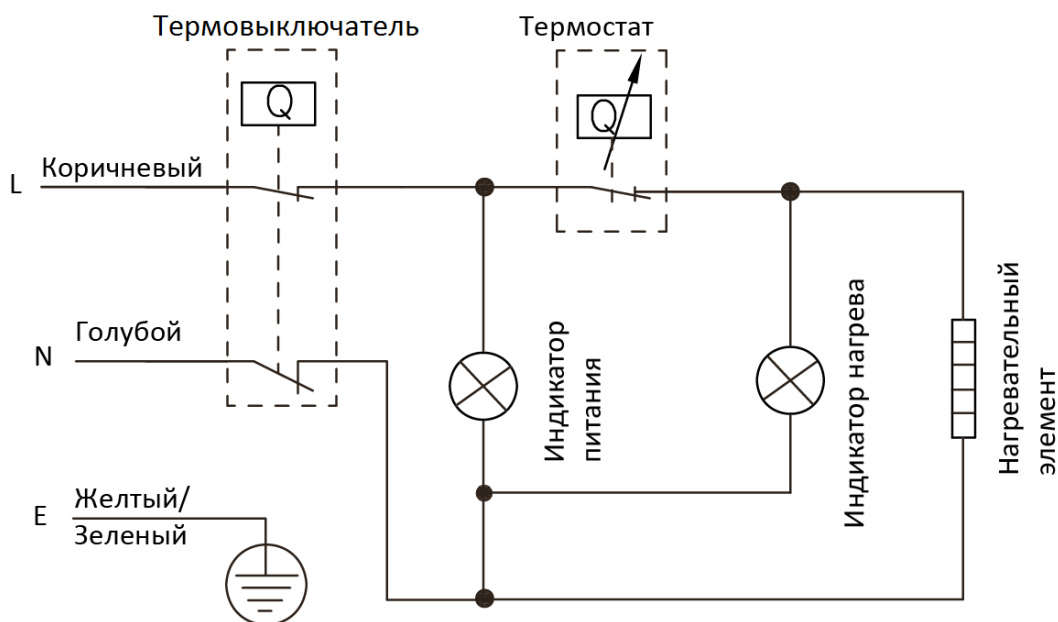 Термовыключатель
Термостат
Q
Q
L
Коричневый
N
Голубой
E
Желтый/
Зеленый
Индикатор
питания
Индикатор нагрева
Нагревательный
элемент